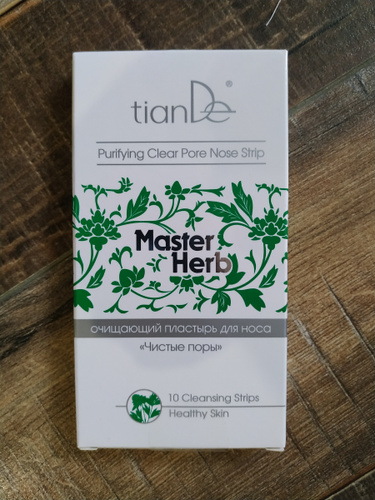 tianDe®
Purifying Clear Pore Nose Strip
Master
Herb
очищающий пластырь для носа
«Чистые поры»
10 Cleansing Strips
Healthy Skin